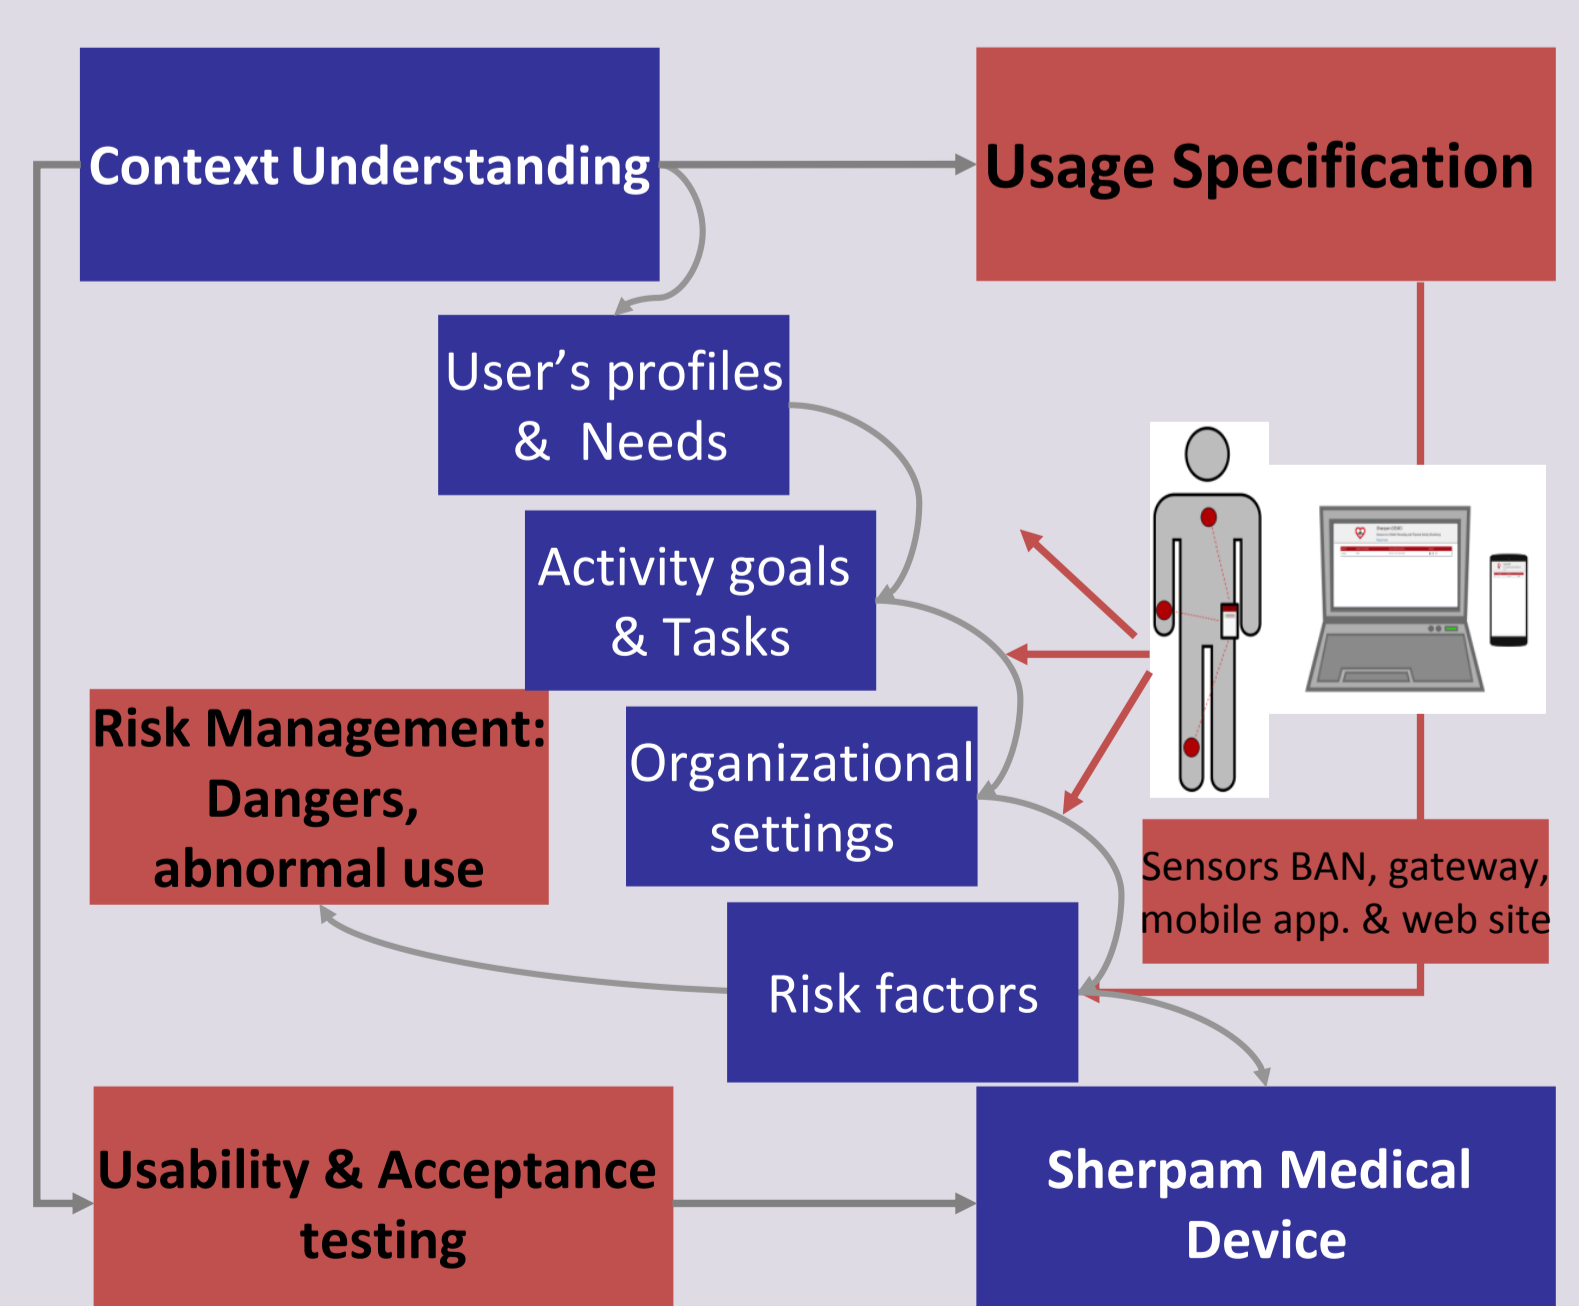 Context Understanding
Usage Specification
User’s profiles
& Needs
Activity goals
& Tasks
Risk Management:
Dangers,
abnormal use
Organizational
settings
Sensors BAN, gateway,
mobile app. & web site
Risk factors
Usability & Acceptance
testing
Sherpam Medical
Device